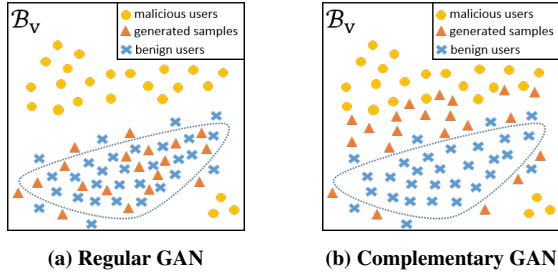 𝓑ᵥ
malicious users
generated samples
benign users
𝓑ᵥ
malicious users
generated samples
benign users
(a) Regular GAN
(b) Complementary GAN